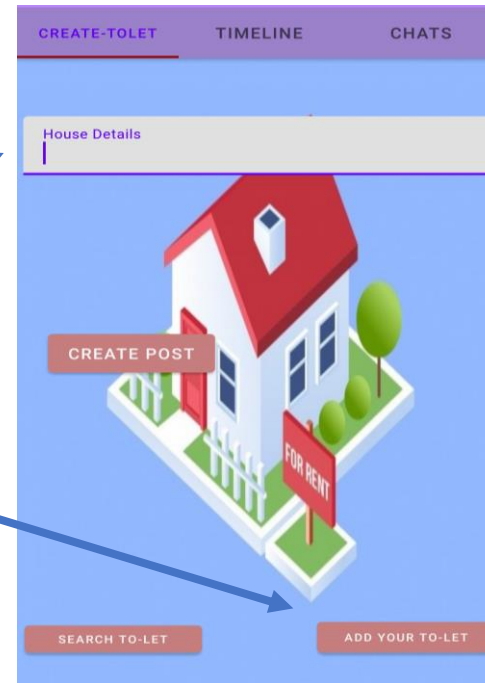 CREATE-TOLET TIMELINE CHATS
House Details
CREATE POST
FOR RENT
SEARCH TO-LET ADD YOUR TO-LET